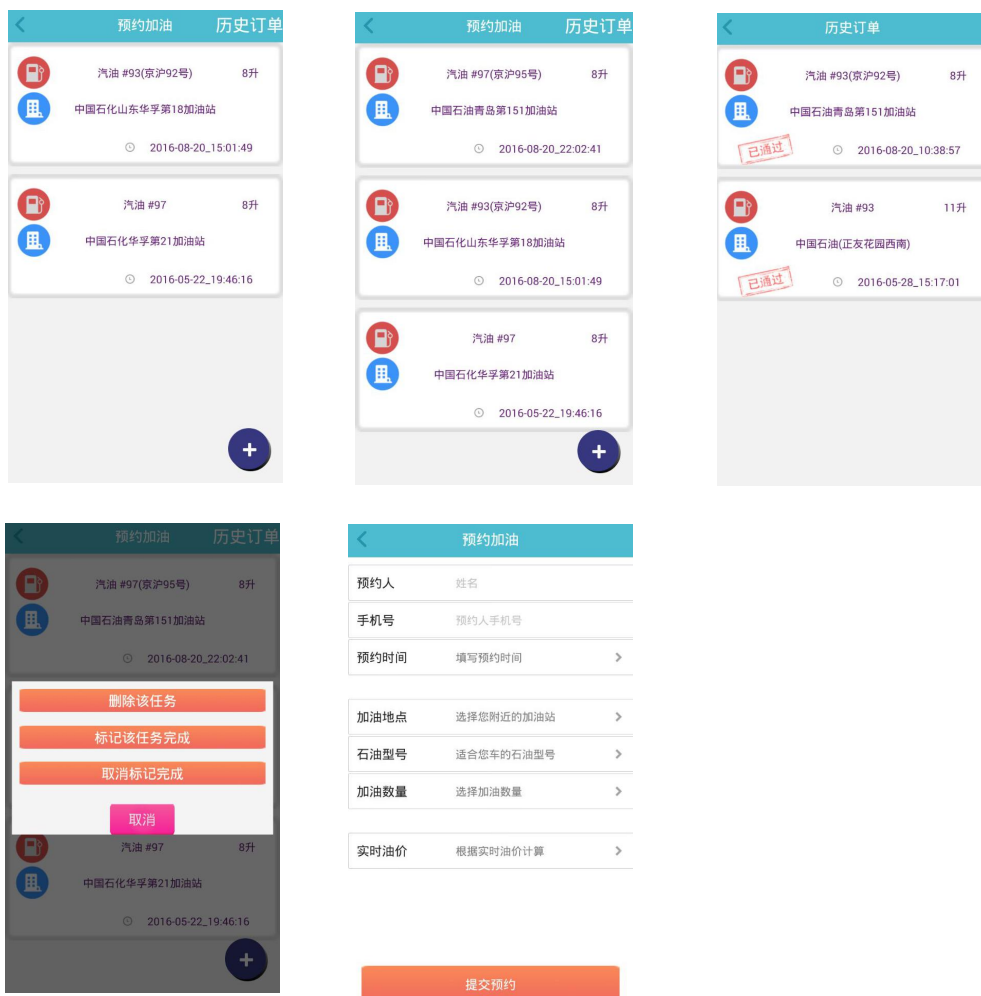 预约加油 历史订单
汽油 #93(京沪92号) 8升
中国石化山东华孚第18加油站
2016-08-20_15:01:49
汽油 #97 8升
中国石化华孚第21加油站
2016-05-22_19:46:16
+
预约加油 历史订单
汽油 #97(京沪95号) 8升
中国石油青岛第151加油站
2016-08-20_22:02:41
汽油 #93(京沪92号) 8升
中国石化山东华孚第18加油站
2016-08-20_15:01:49
汽油 #97 8升
中国石化华孚第21加油站
2016-05-22_19:46:16
+
历史订单
汽油 #93(京沪92号) 8升
中国石油青岛第151加油站
已通过 2016-08-20_10:38:57
汽油 #93 11升
中国石油(正友花园西南)
已通过 2016-05-28_15:17:01
预约加油 历史订单
汽油 #97(京沪95号) 8升
中国石油青岛第151加油站
2016-08-20_22:02:41
删除该任务
标记该任务完成
取消标记完成
取消
汽油 #97 8升
中国石化华孚第21加油站
2016-05-22_19:46:16
+
预约加油
预约人 姓名
手机号 预约人手机号
预约时间 填写预约时间
加油地点 选择您附近的加油站
石油型号 适合您车的石油型号
加油数量 选择加油数量
实时油价 根据实时油价计算
提交预约